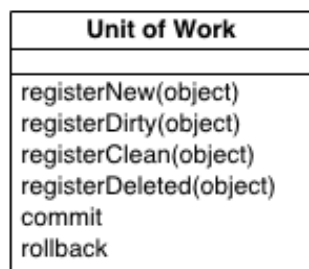 Unit of Work
registerNew(object)
registerDirty(object)
registerClean(object)
registerDeleted(object)
commit
rollback